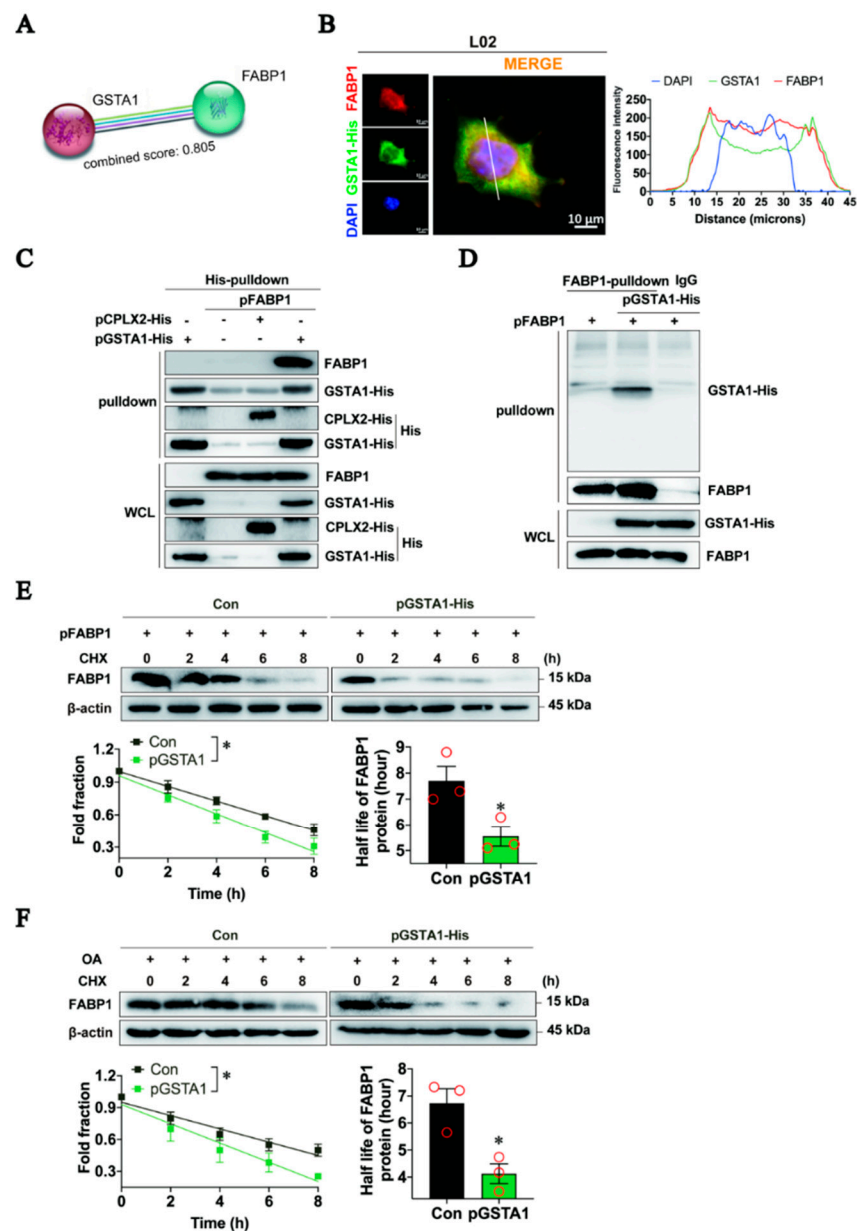 A
GSTA1
FABP1
combined score: 0.805
B
L02
MERGE
DAPI GSTA1-His FABP1
10 μm
DAPI GSTA1 FABP1
Fluorescence intensity
250
200
150
100
50
0
0 5 10 15 20 25 30 35 40 45
Distance (microns)
C
His-pulldown
pFABP1
pCPLX2-His - - + -
pGSTA1-His + - - +
pulldown
FABP1
GSTA1-His
CPLX2-His
GSTA1-His
His
WCL
FABP1
GSTA1-His
CPLX2-His
GSTA1-His
His
D
FABP1-pulldown IgG
pGSTA1-His
pFABP1 + + +
pulldown
GSTA1-His
FABP1
WCL
GSTA1-His
FABP1
E
Con pGSTA1-His
pFABP1 + + + + + + + + + +
CHX 0 2 4 6 8 0 2 4 6 8 (h)
FABP1 15 kDa
β-actin 45 kDa
Con
pGSTA1
*
Fold fraction
1.2
0.9
0.6
0.3
0 2 4 6 8
Time (h)
Half life of FABP1
protein (hour)
9
8
7
6
5
*
Con pGSTA1
F
Con pGSTA1-His
OA + + + + + + + + + +
CHX 0 2 4 6 8 0 2 4 6 8 (h)
FABP1 15 kDa
β-actin 45 kDa
Con
pGSTA1
*
Fold fraction
1.2
0.9
0.6
0.3
0 2 4 6 8
Time (h)
Half life of FABP1
protein (hour)
8
7
6
5
4
*
Con pGSTA1